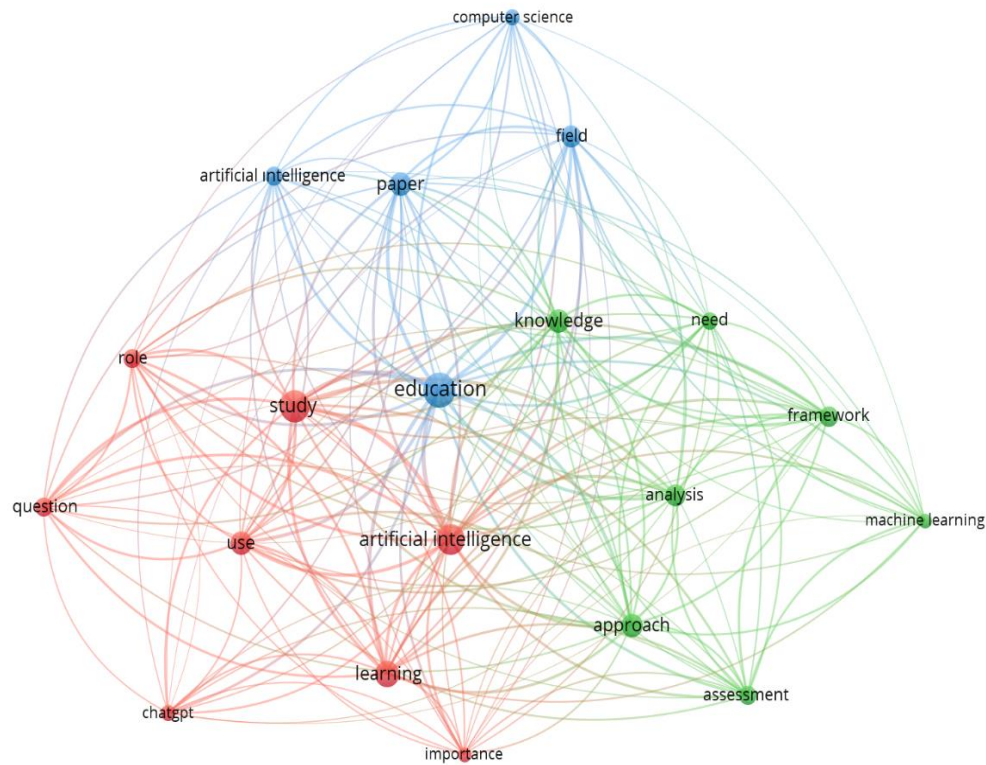 computer science
field
artificial intelligence
paper
knowledge
need
role
education
study
framework
analysis
question
machine learning
use
artificial intelligence
approach
learning
assessment
chatgpt
importance